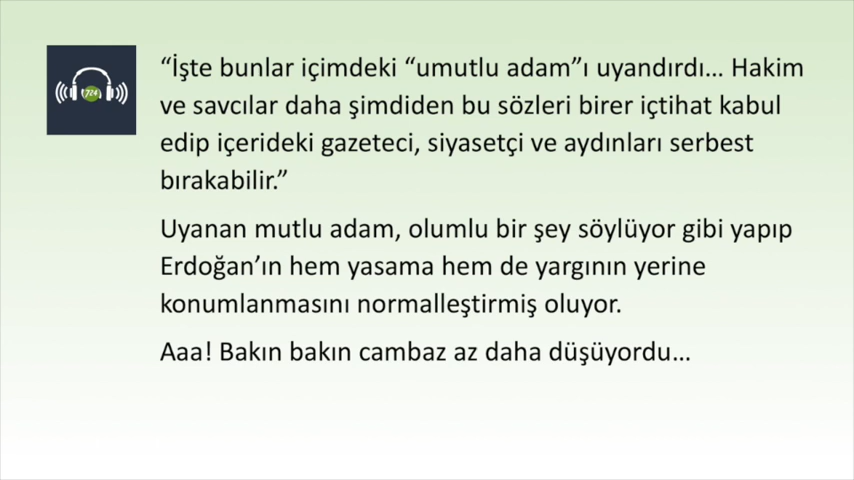 "İşte bunlar içimdeki "umutlu adam"ı uyandırdı... Hakim
ve savcılar daha şimdiden bu sözleri birer içtihat kabul
edip içerideki gazeteci, siyasetçi ve aydınları serbest
bırakabilir."
Uyanan mutlu adam, olumlu bir şey söylüyor gibi yapıp
Erdoğan'ın hem yasama hem de yargının yerine
konumlanmasını normalleştirmiş oluyor.
Aaa! Bakın bakın cambaz az daha düşüyordu...